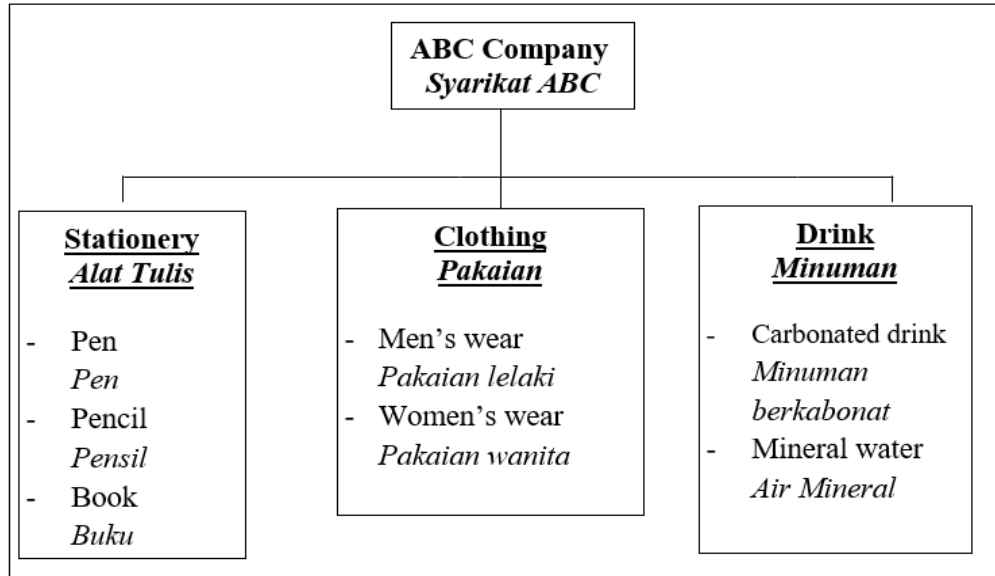 ABC Company
Syarikat ABC
Stationery
Alat Tulis
- Pen
Pen
- Pencil
Pensil
- Book
Buku
Clothing
Pakaian
- Men’s wear
Pakaian lelaki
- Women’s wear
Pakaian wanita
Drink
Minuman
- Carbonated drink
Minuman
berkabonat
- Mineral water
Air Mineral